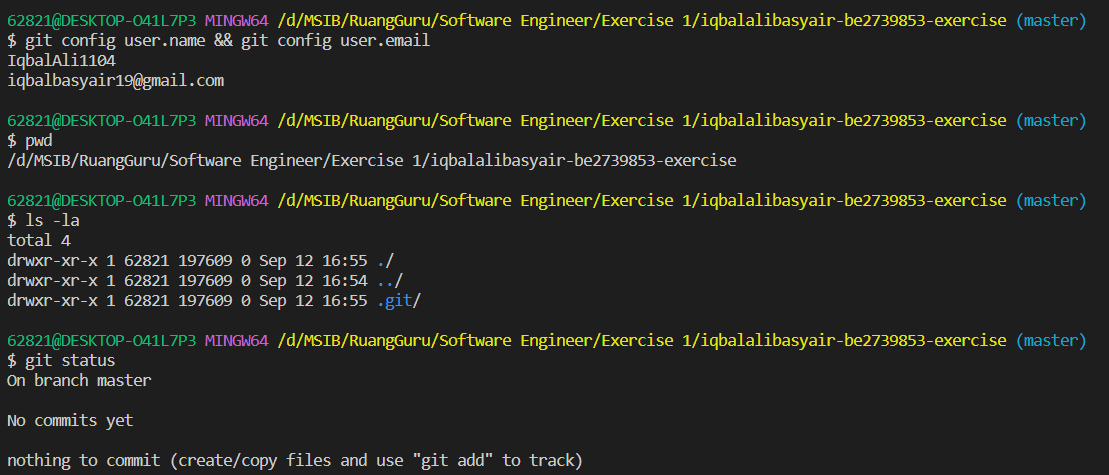 62821@DESKTOP-O41L7P3 MINGW64 /d/MSIB/RuangGuru/Software Engineer/Exercise 1/iqbalalibasyair-be2739853-exercise (master)
$ git config user.name && git config user.email
IqbalAli1104
iqbalbasyair19@gmail.com

62821@DESKTOP-O41L7P3 MINGW64 /d/MSIB/RuangGuru/Software Engineer/Exercise 1/iqbalalibasyair-be2739853-exercise (master)
$ pwd
/d/MSIB/RuangGuru/Software Engineer/Exercise 1/iqbalalibasyair-be2739853-exercise

62821@DESKTOP-O41L7P3 MINGW64 /d/MSIB/RuangGuru/Software Engineer/Exercise 1/iqbalalibasyair-be2739853-exercise (master)
$ ls -la
total 4
drwxr-xr-x 1 62821 197609 0 Sep 12 16:55 ./
drwxr-xr-x 1 62821 197609 0 Sep 12 16:54 ../
drwxr-xr-x 1 62821 197609 0 Sep 12 16:55 .git/

62821@DESKTOP-O41L7P3 MINGW64 /d/MSIB/RuangGuru/Software Engineer/Exercise 1/iqbalalibasyair-be2739853-exercise (master)
$ git status
On branch master

No commits yet

nothing to commit (create/copy files and use "git add" to track)